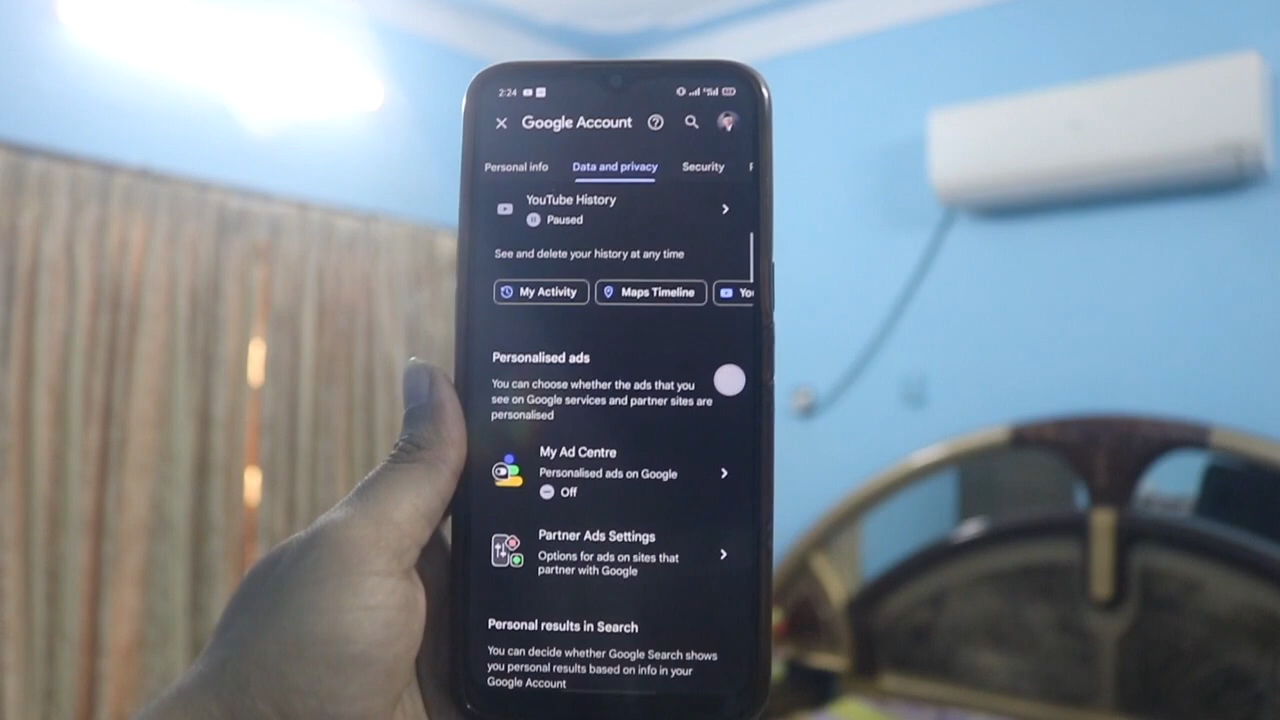 2:24
Google Account
Personal info Data and privacy Security
YouTube History
Paused
See and delete your history at any time
My Activity Maps Timeline You
Personalised ads
You can choose whether the ads that you
see on Google services and partner sites are
personalised
My Ad Centre
Personalised ads on Google
Off
Partner Ads Settings
Options for ads on sites that
partner with Google
Personal results in Search
You can decide whether Google Search shows
you personal results based on info in your
Google Account